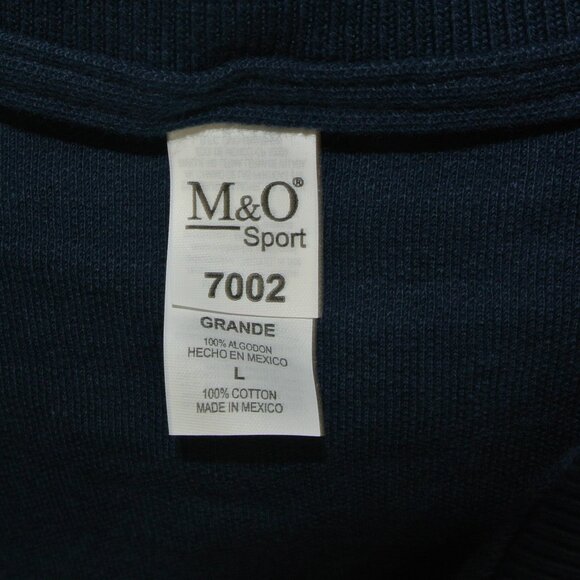 M&O®
Sport
7002
GRANDE
100% ALGODON
HECHO EN MEXICO
L
100% COTTON
MADE IN MEXICO